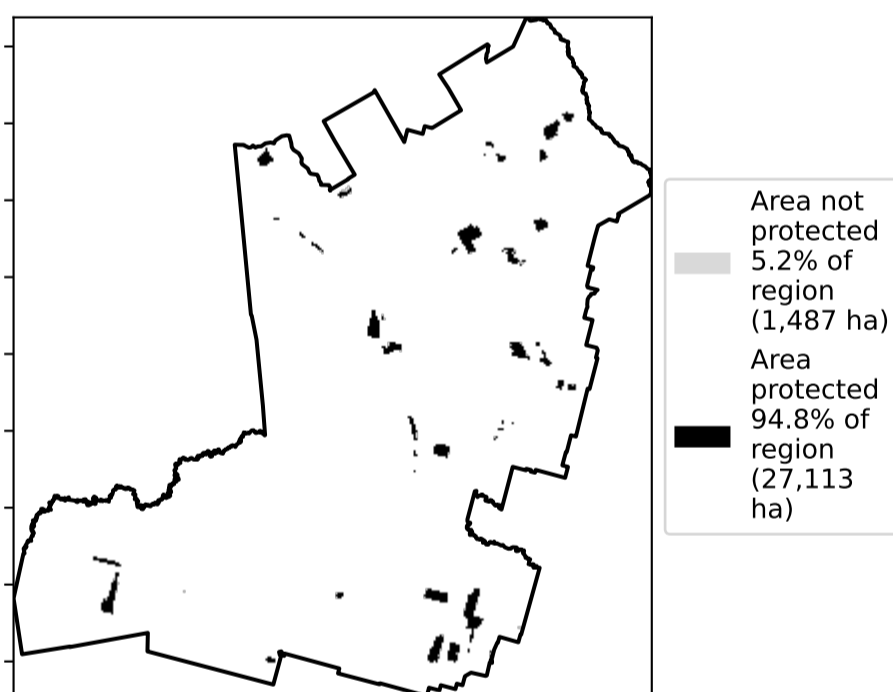 Area not
protected
5.2% of
region
(1,487 ha)
Area
protected
94.8% of
region
(27,113
ha)